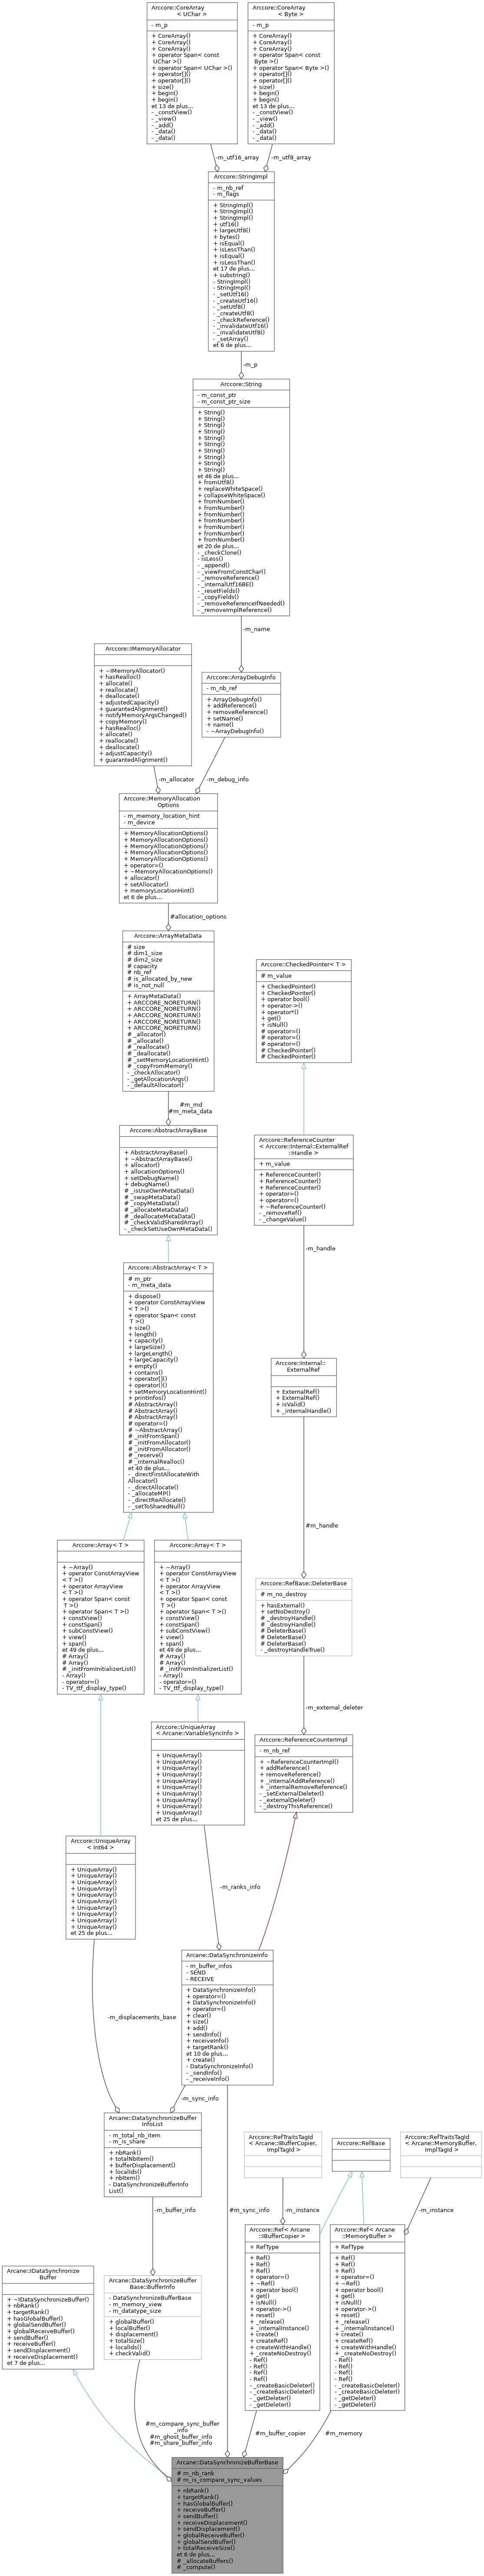 Arccore::CoreArray
< UChar >
- m_p
+ CoreArray()
+ CoreArray()
+ CoreArray()
+ operator Span< const
UChar >()
+ operator Span< UChar >()
+ operator[]()
+ operator[]()
+ size()
+ begin()
+ begin()
et 13 de plus...
- _constView()
- _view()
- _add()
- _data()
- _data()
Arccore::CoreArray
< Byte >
- m_p
+ CoreArray()
+ CoreArray()
+ CoreArray()
+ operator Span< const
Byte >()
+ operator Span< Byte >()
+ operator[]()
+ operator[]()
+ size()
+ begin()
+ begin()
et 13 de plus...
- _constView()
- _view()
- _add()
- _data()
- _data()
-m_utf16_array
-m_utf8_array
Arccore::StringImpl
- m_nb_ref
- m_flags
+ StringImpl()
+ StringImpl()
+ StringImpl()
+ utf16()
+ largeUtf8()
+ bytes()
+ isEqual()
+ isLessThan()
+ isEqual()
+ isLessThan()
et 17 de plus...
+ substring()
- StringImpl()
- StringImpl()
- _setUtf16()
- _createUtf16()
- _setUtf8()
- _createUtf8()
- _checkReference()
- _invalidateUtf16()
- _invalidateUtf8()
- _setArray()
et 6 de plus...
-m_p
Arccore::String
- m_const_ptr
- m_const_ptr_size
+ String()
+ String()
+ String()
+ String()
+ String()
+ String()
+ String()
+ String()
+ String()
+ String()
et 46 de plus...
+ fromUtf8()
+ replaceWhiteSpace()
+ collapseWhiteSpace()
+ fromNumber()
+ fromNumber()
+ fromNumber()
+ fromNumber()
+ fromNumber()
+ fromNumber()
+ fromNumber()
et 20 de plus...
- _checkClone()
- isLess()
- _append()
- _viewFromConstChar()
- _removeReference()
- _internalUtf16BE()
- _resetFields()
- _copyFields()
- _removeReferenceIfNeeded()
- _removeImplReference()
-m_name
Arccore::IMemoryAllocator
+ ~IMemoryAllocator()
+ hasRealloc()
+ allocate()
+ reallocate()
+ deallocate()
+ adjustedCapacity()
+ guarantedAlignment()
+ notifyMemoryArgsChanged()
+ copyMemory()
+ hasRealloc()
+ allocate()
+ reallocate()
+ deallocate()
+ adjustCapacity()
+ guarantedAlignment()
Arccore::ArrayDebugInfo
- m_nb_ref
+ ArrayDebugInfo()
+ addReference()
+ removeReference()
+ setName()
+ name()
- ~ArrayDebugInfo()
-m_allocator
-m_debug_info
Arccore::MemoryAllocation
Options
- m_memory_location_hint
- m_device
+ MemoryAllocationOptions()
+ MemoryAllocationOptions()
+ MemoryAllocationOptions()
+ MemoryAllocationOptions()
+ MemoryAllocationOptions()
+ operator=()
+ ~MemoryAllocationOptions()
+ allocator()
+ setAllocator()
+ memoryLocationHint()
et 6 de plus...
#allocation_options
Arccore::ArrayMetaData
# size
# dim1_size
# dim2_size
# capacity
# nb_ref
# is_allocated_by_new
# is_not_null
+ ArrayMetaData()
+ ARCCORE_NORETURN()
+ ARCCORE_NORETURN()
+ ARCCORE_NORETURN()
+ ARCCORE_NORETURN()
+ ARCCORE_NORETURN()
# _allocator()
# _allocate()
# _reallocate()
# _deallocate()
# _setMemoryLocationHint()
# _copyFromMemory()
- _checkAllocator()
- _getAllocationArgs()
- _defaultAllocator()
#m_md
#m_meta_data
Arccore::AbstractArrayBase
+ AbstractArrayBase()
+ ~AbstractArrayBase()
+ allocator()
+ allocationOptions()
+ setDebugName()
+ debugName()
# _isUseOwnMetaData()
# _swapMetaData()
# _copyMetaData()
# _allocateMetaData()
# _deallocateMetaData()
# _checkValidSharedArray()
- _checkSetUseOwnMetaData()
Arccore::AbstractArray< T >
# m_ptr
- m_meta_data
+ dispose()
+ operator ConstArrayView
< T >()
+ operator Span< const
T >()
+ size()
+ length()
+ capacity()
+ largeSize()
+ largeLength()
+ largeCapacity()
+ empty()
+ contains()
+ operator[]()
+ operator()()
+ setMemoryLocationHint()
+ printInfos()
# AbstractArray()
# AbstractArray()
# AbstractArray()
# operator=()
# ~AbstractArray()
# _initFromSpan()
# _initFromAllocator()
# _initFromAllocator()
# _reserve()
# _internalRealloc()
et 40 de plus...
- _directFirstAllocateWith
Allocator()
- _directAllocate()
- _allocateMP()
- _directReAllocate()
- _setToSharedNull()
Arccore::CheckedPointer< T >
# m_value
+ CheckedPointer()
+ CheckedPointer()
+ operator bool()
+ operator->()
+ operator*()
+ get()
+ isNull()
# operator=()
# operator=()
# operator=()
# CheckedPointer()
# CheckedPointer()
Arccore::ReferenceCounter
< Arccore::Internal::ExternalRef
::Handle >
+ m_value
+ ReferenceCounter()
+ ReferenceCounter()
+ ReferenceCounter()
+ operator=()
+ operator=()
+ ~ReferenceCounter()
- _removeRef()
- _changeValue()
-m_handle
Arccore::Internal::
ExternalRef
+ ExternalRef()
+ ExternalRef()
+ isValid()
+ _internalHandle()
#m_handle
Arccore::RefBase::DeleterBase
# m_no_destroy
+ hasExternal()
+ setNoDestroy()
# _destroyHandle()
# _destroyHandle()
# DeleterBase()
# DeleterBase()
# DeleterBase()
- _destroyHandleTrue()
-m_external_deleter
Arccore::ReferenceCounterImpl
- m_nb_ref
+ ~ReferenceCounterImpl()
+ addReference()
+ removeReference()
+ _internalAddReference()
+ _internalRemoveReference()
- _setExternalDeleter()
- _externalDeleter()
- _destroyThisReference()
Arccore::Array< T >
+ ~Array()
+ operator ConstArrayView
< T >()
+ operator ArrayView
< T >()
+ operator Span< const
T >()
+ operator Span< T >()
+ constView()
+ constSpan()
+ subConstView()
+ view()
+ span()
et 49 de plus...
# Array()
# Array()
# _initFromInitializerList()
- Array()
- operator=()
- TV_ttf_display_type()
Arccore::Array< T >
+ ~Array()
+ operator ConstArrayView
< T >()
+ operator ArrayView
< T >()
+ operator Span< const
T >()
+ operator Span< T >()
+ constView()
+ constSpan()
+ subConstView()
+ view()
+ span()
et 49 de plus...
# Array()
# Array()
# _initFromInitializerList()
- Array()
- operator=()
- TV_ttf_display_type()
Arccore::UniqueArray
< Arcane::VariableSyncInfo >
+ UniqueArray()
+ UniqueArray()
+ UniqueArray()
+ UniqueArray()
+ UniqueArray()
+ UniqueArray()
+ UniqueArray()
+ UniqueArray()
+ UniqueArray()
+ UniqueArray()
et 25 de plus...
Arccore::UniqueArray
< Int64 >
+ UniqueArray()
+ UniqueArray()
+ UniqueArray()
+ UniqueArray()
+ UniqueArray()
+ UniqueArray()
+ UniqueArray()
+ UniqueArray()
+ UniqueArray()
+ UniqueArray()
et 25 de plus...
-m_ranks_info
-m_displacements_base
Arcane::DataSynchronizeInfo
- m_buffer_infos
- SEND
- RECEIVE
+ DataSynchronizeInfo()
+ operator=()
+ DataSynchronizeInfo()
+ operator=()
+ clear()
+ size()
+ add()
+ sendInfo()
+ receiveInfo()
+ targetRank()
et 10 de plus...
+ create()
- DataSynchronizeInfo()
- _sendInfo()
- _receiveInfo()
-m_sync_info
Arcane::DataSynchronizeBuffer
InfoList
- m_total_nb_item
- m_is_share
+ nbRank()
+ totalNbItem()
+ bufferDisplacement()
+ localIds()
+ nbItem()
- DataSynchronizeBufferInfo
List()
-m_buffer_info
#m_sync_info
Arccore::RefTraitsTagId
< Arcane::IBufferCopier,
ImplTagId >
-m_instance
Arccore::RefBase
Arccore::RefTraitsTagId
< Arcane::MemoryBuffer,
ImplTagId >
-m_instance
Arcane::IDataSynchronize
Buffer
+ ~IDataSynchronizeBuffer()
+ nbRank()
+ targetRank()
+ hasGlobalBuffer()
+ globalSendBuffer()
+ globalReceiveBuffer()
+ sendBuffer()
+ receiveBuffer()
+ sendDisplacement()
+ receiveDisplacement()
et 7 de plus...
Arcane::DataSynchronizeBuffer
Base::BufferInfo
- DataSynchronizeBufferBase
- m_memory_view
- m_datatype_size
+ globalBuffer()
+ localBuffer()
+ displacement()
+ totalSize()
+ localIds()
+ checkValid()
Arccore::Ref< Arcane
::IBufferCopier >
+ RefType
+ Ref()
+ Ref()
+ Ref()
+ operator=()
+ ~Ref()
+ operator bool()
+ get()
+ isNull()
+ operator->()
+ reset()
+ _release()
+ _internalInstance()
+ create()
+ createRef()
+ createWithHandle()
+ _createNoDestroy()
- Ref()
- Ref()
- Ref()
- Ref()
- _createBasicDeleter()
- _createBasicDeleter()
- _getDeleter()
- _getDeleter()
Arccore::Ref< Arcane
::MemoryBuffer >
+ RefType
+ Ref()
+ Ref()
+ Ref()
+ operator=()
+ ~Ref()
+ operator bool()
+ get()
+ isNull()
+ operator->()
+ reset()
+ _release()
+ _internalInstance()
+ create()
+ createRef()
+ createWithHandle()
+ _createNoDestroy()
- Ref()
- Ref()
- Ref()
- Ref()
- _createBasicDeleter()
- _createBasicDeleter()
- _getDeleter()
- _getDeleter()
#m_compare_sync_buffer
_info
#m_ghost_buffer_info
#m_share_buffer_info
#m_buffer_copier
#m_memory
Arcane::DataSynchronizeBufferBase
# m_nb_rank
# m_is_compare_sync_values
+ nbRank()
+ targetRank()
+ hasGlobalBuffer()
+ receiveBuffer()
+ sendBuffer()
+ receiveDisplacement()
+ sendDisplacement()
+ globalReceiveBuffer()
+ globalSendBuffer()
+ totalReceiveSize()
et 6 de plus...
# _allocateBuffers()
# _compute()